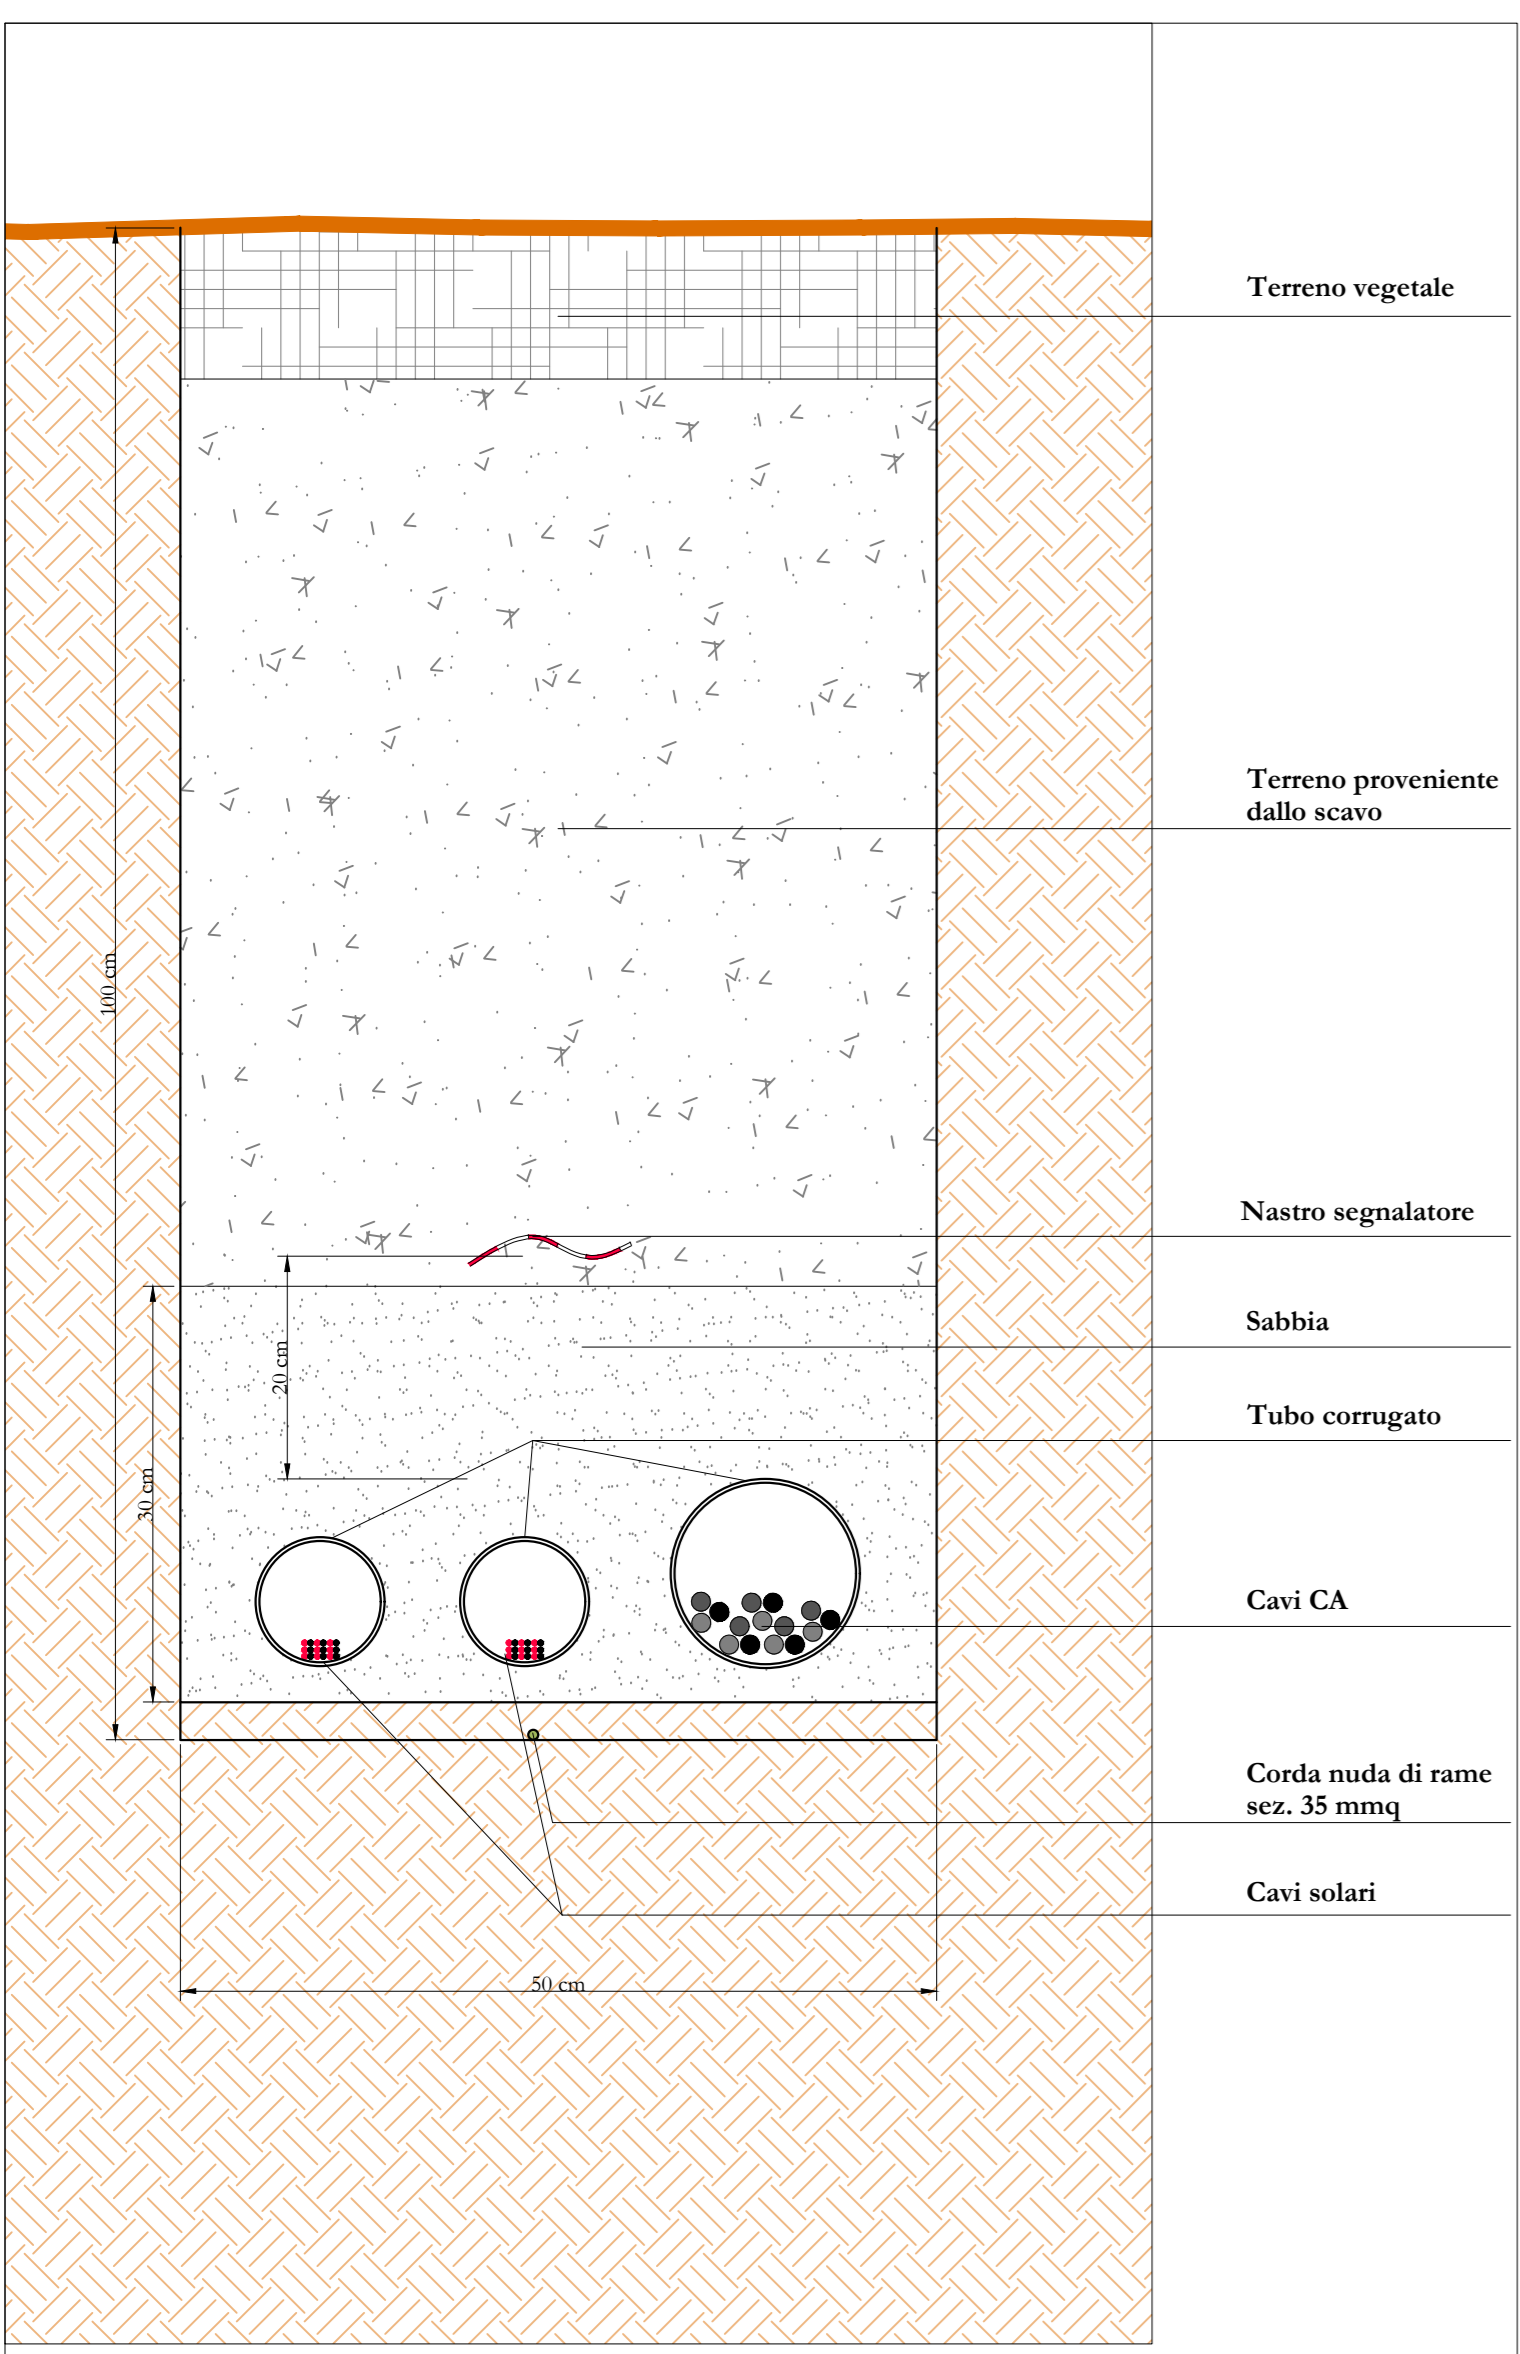 Terreno vegetale
Terreno proveniente
dallo scavo
100 cm
Nastro segnalatore
Sabbia
20 cm
Tubo corrugato
30 cm
Cavi CA
Corda nuda di rame
sez. 35 mmq
Cavi solari
50 cm